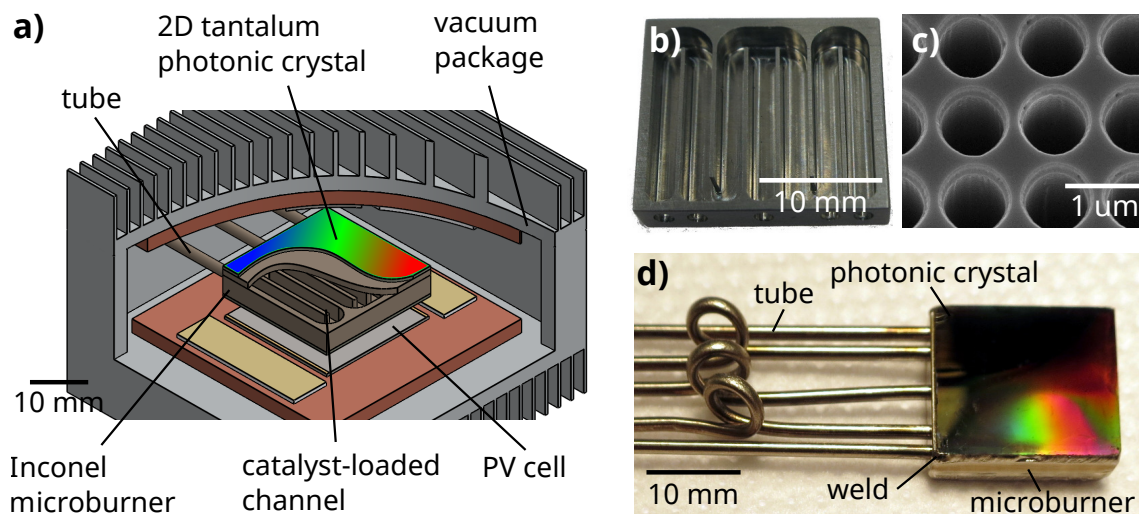 a)
2D tantalum
photonic crystal
vacuum
package
tube
10 mm
Inconel
microburner
catalyst-loaded
channel
PV cell
b)
10 mm
c)
1 um
d)
photonic crystal
tube
10 mm
weld
microburner